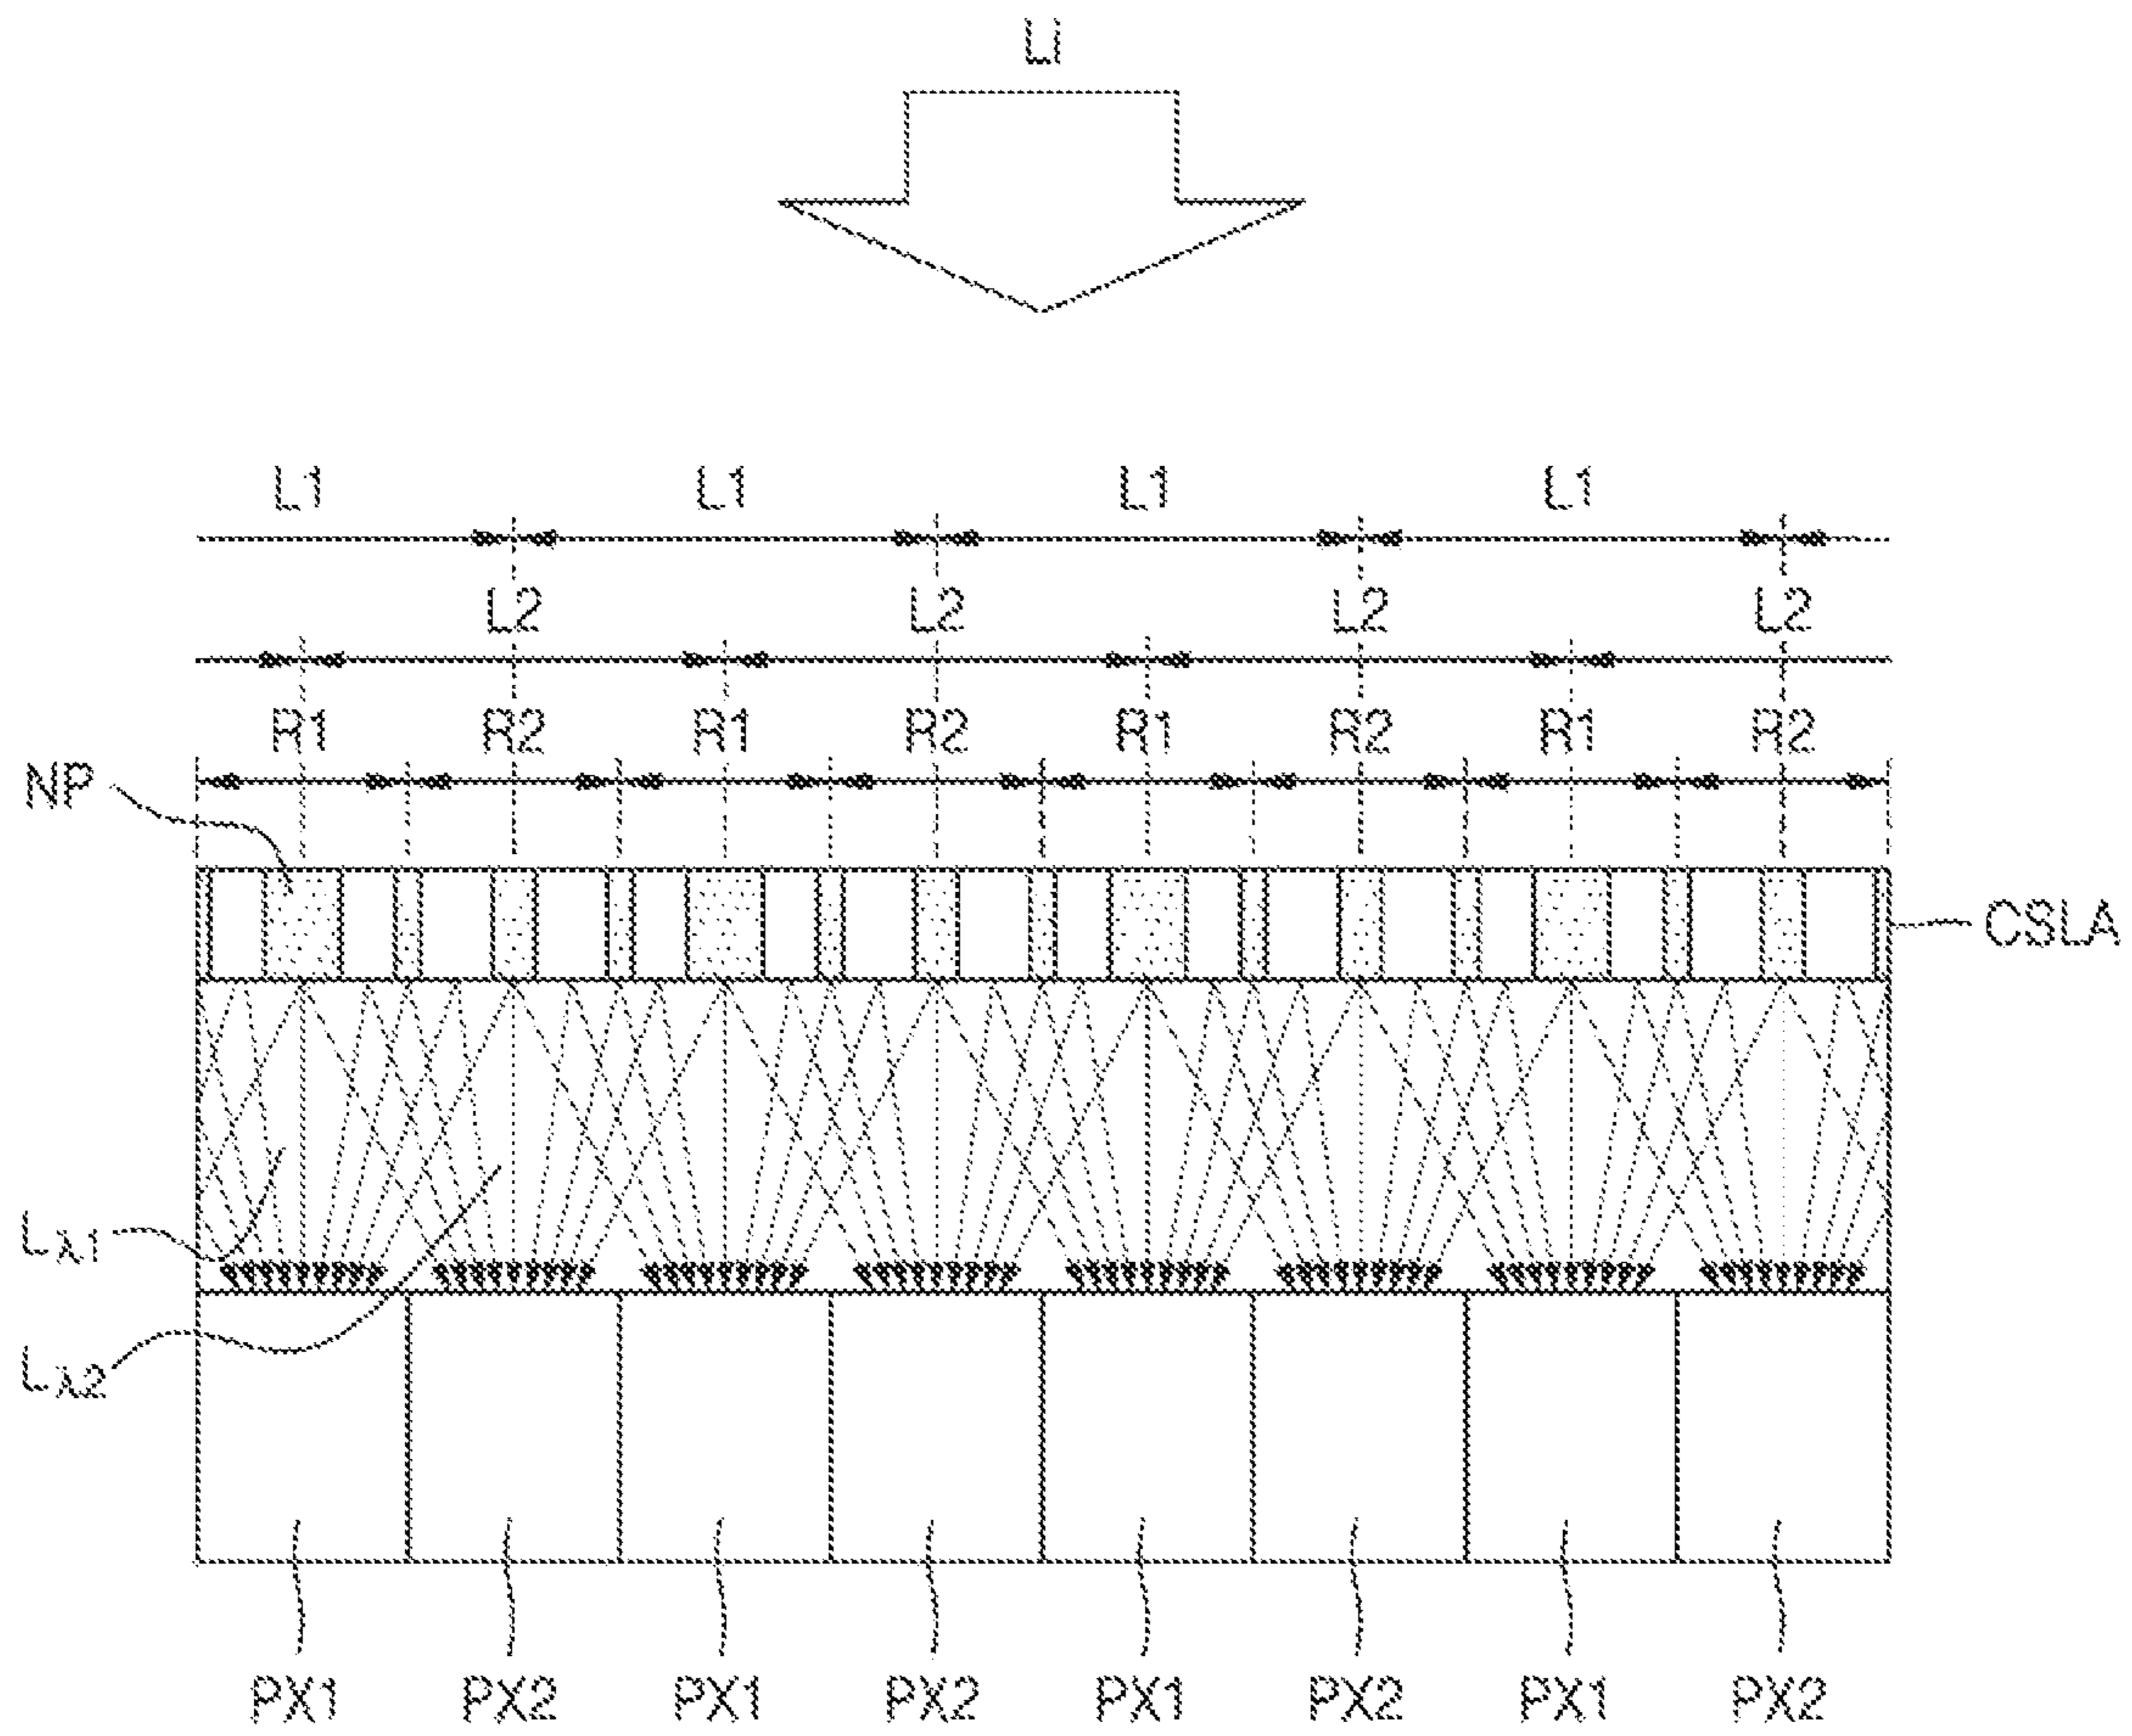 Li
L1 L1 L1 L1
L2 L2 L2 L2
R1 R2 R1 R2 R1 R2 R1 R2
NP
CSLA
Lλ1
Lλ2
PX1 PX2 PX1 PX2 PX1 PX2 PX1 PX2